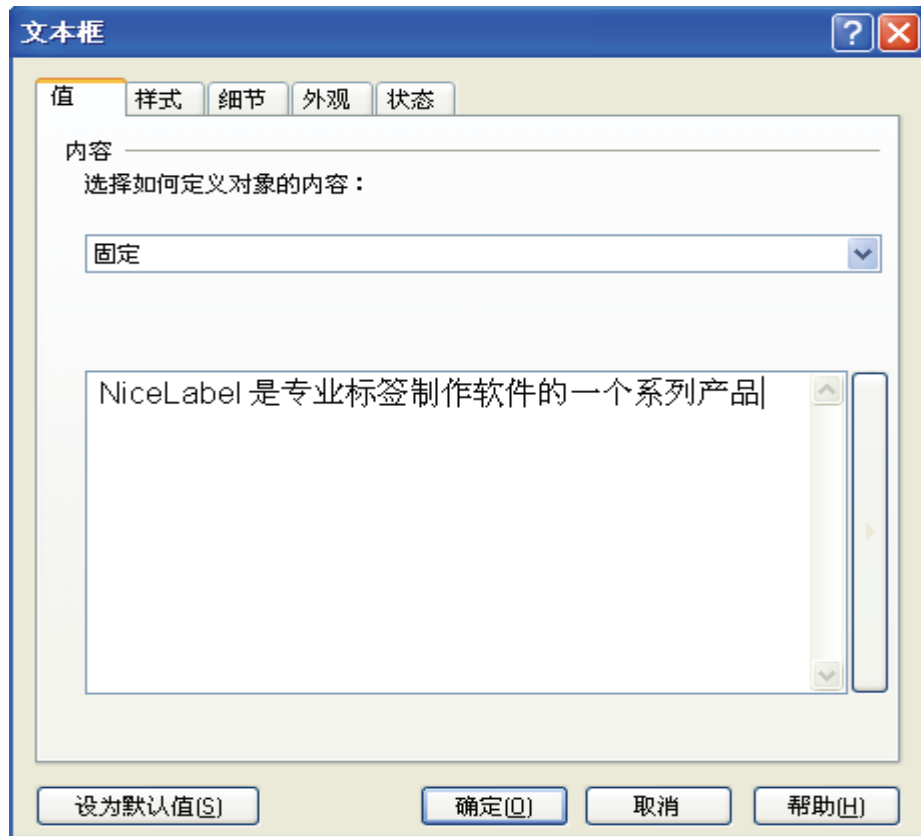 文本框
值 样式 细节 外观 状态
内容
选择如何定义对象的内容：
固定
NiceLabel 是专业标签制作软件的一个系列产品
设为默认值(S) 确定(O) 取消 帮助(H)